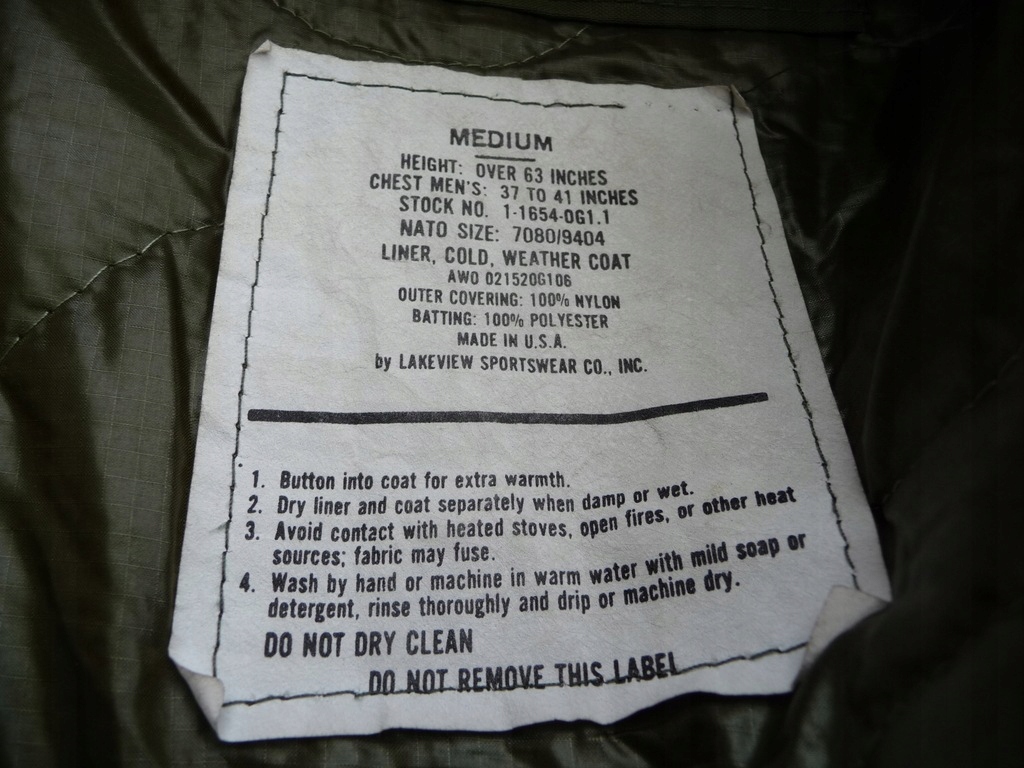 MEDIUM
HEIGHT: OVER 63 INCHES
CHEST MEN'S: 37 TO 41 INCHES
STOCK NO. 1-1654-0G1.1
NATO SIZE: 7080/9404
LINER, COLD, WEATHER COAT
AWO 021520G106
OUTER COVERING: 100% NYLON
BATTING: 100% POLYESTER
MADE IN U.S.A.
by LAKEVIEW SPORTSWEAR CO., INC.
1. Button into coat for extra warmth.
2. Dry liner and coat separately when damp or wet.
3. Avoid contact with heated stoves, open fires, or other heat
sources; fabric may fuse.
4. Wash by hand or machine in warm water with mild soap or
detergent, rinse thoroughly and drip or machine dry.
DO NOT DRY CLEAN
DO NOT REMOVE THIS LABEL